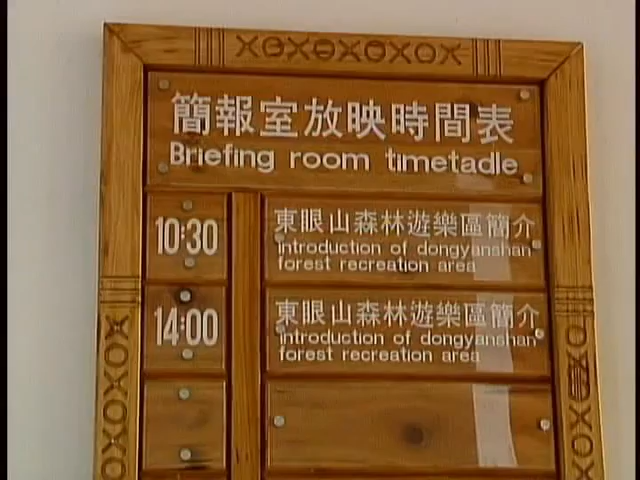 簡報室放映時間表
Briefing room timetadle
10:30
東眼山森林遊樂區簡介
introduction of dongyanshan
forest recreation area
14:00
東眼山森林遊樂區簡介
introduction of dongyanshan
forest recreation area